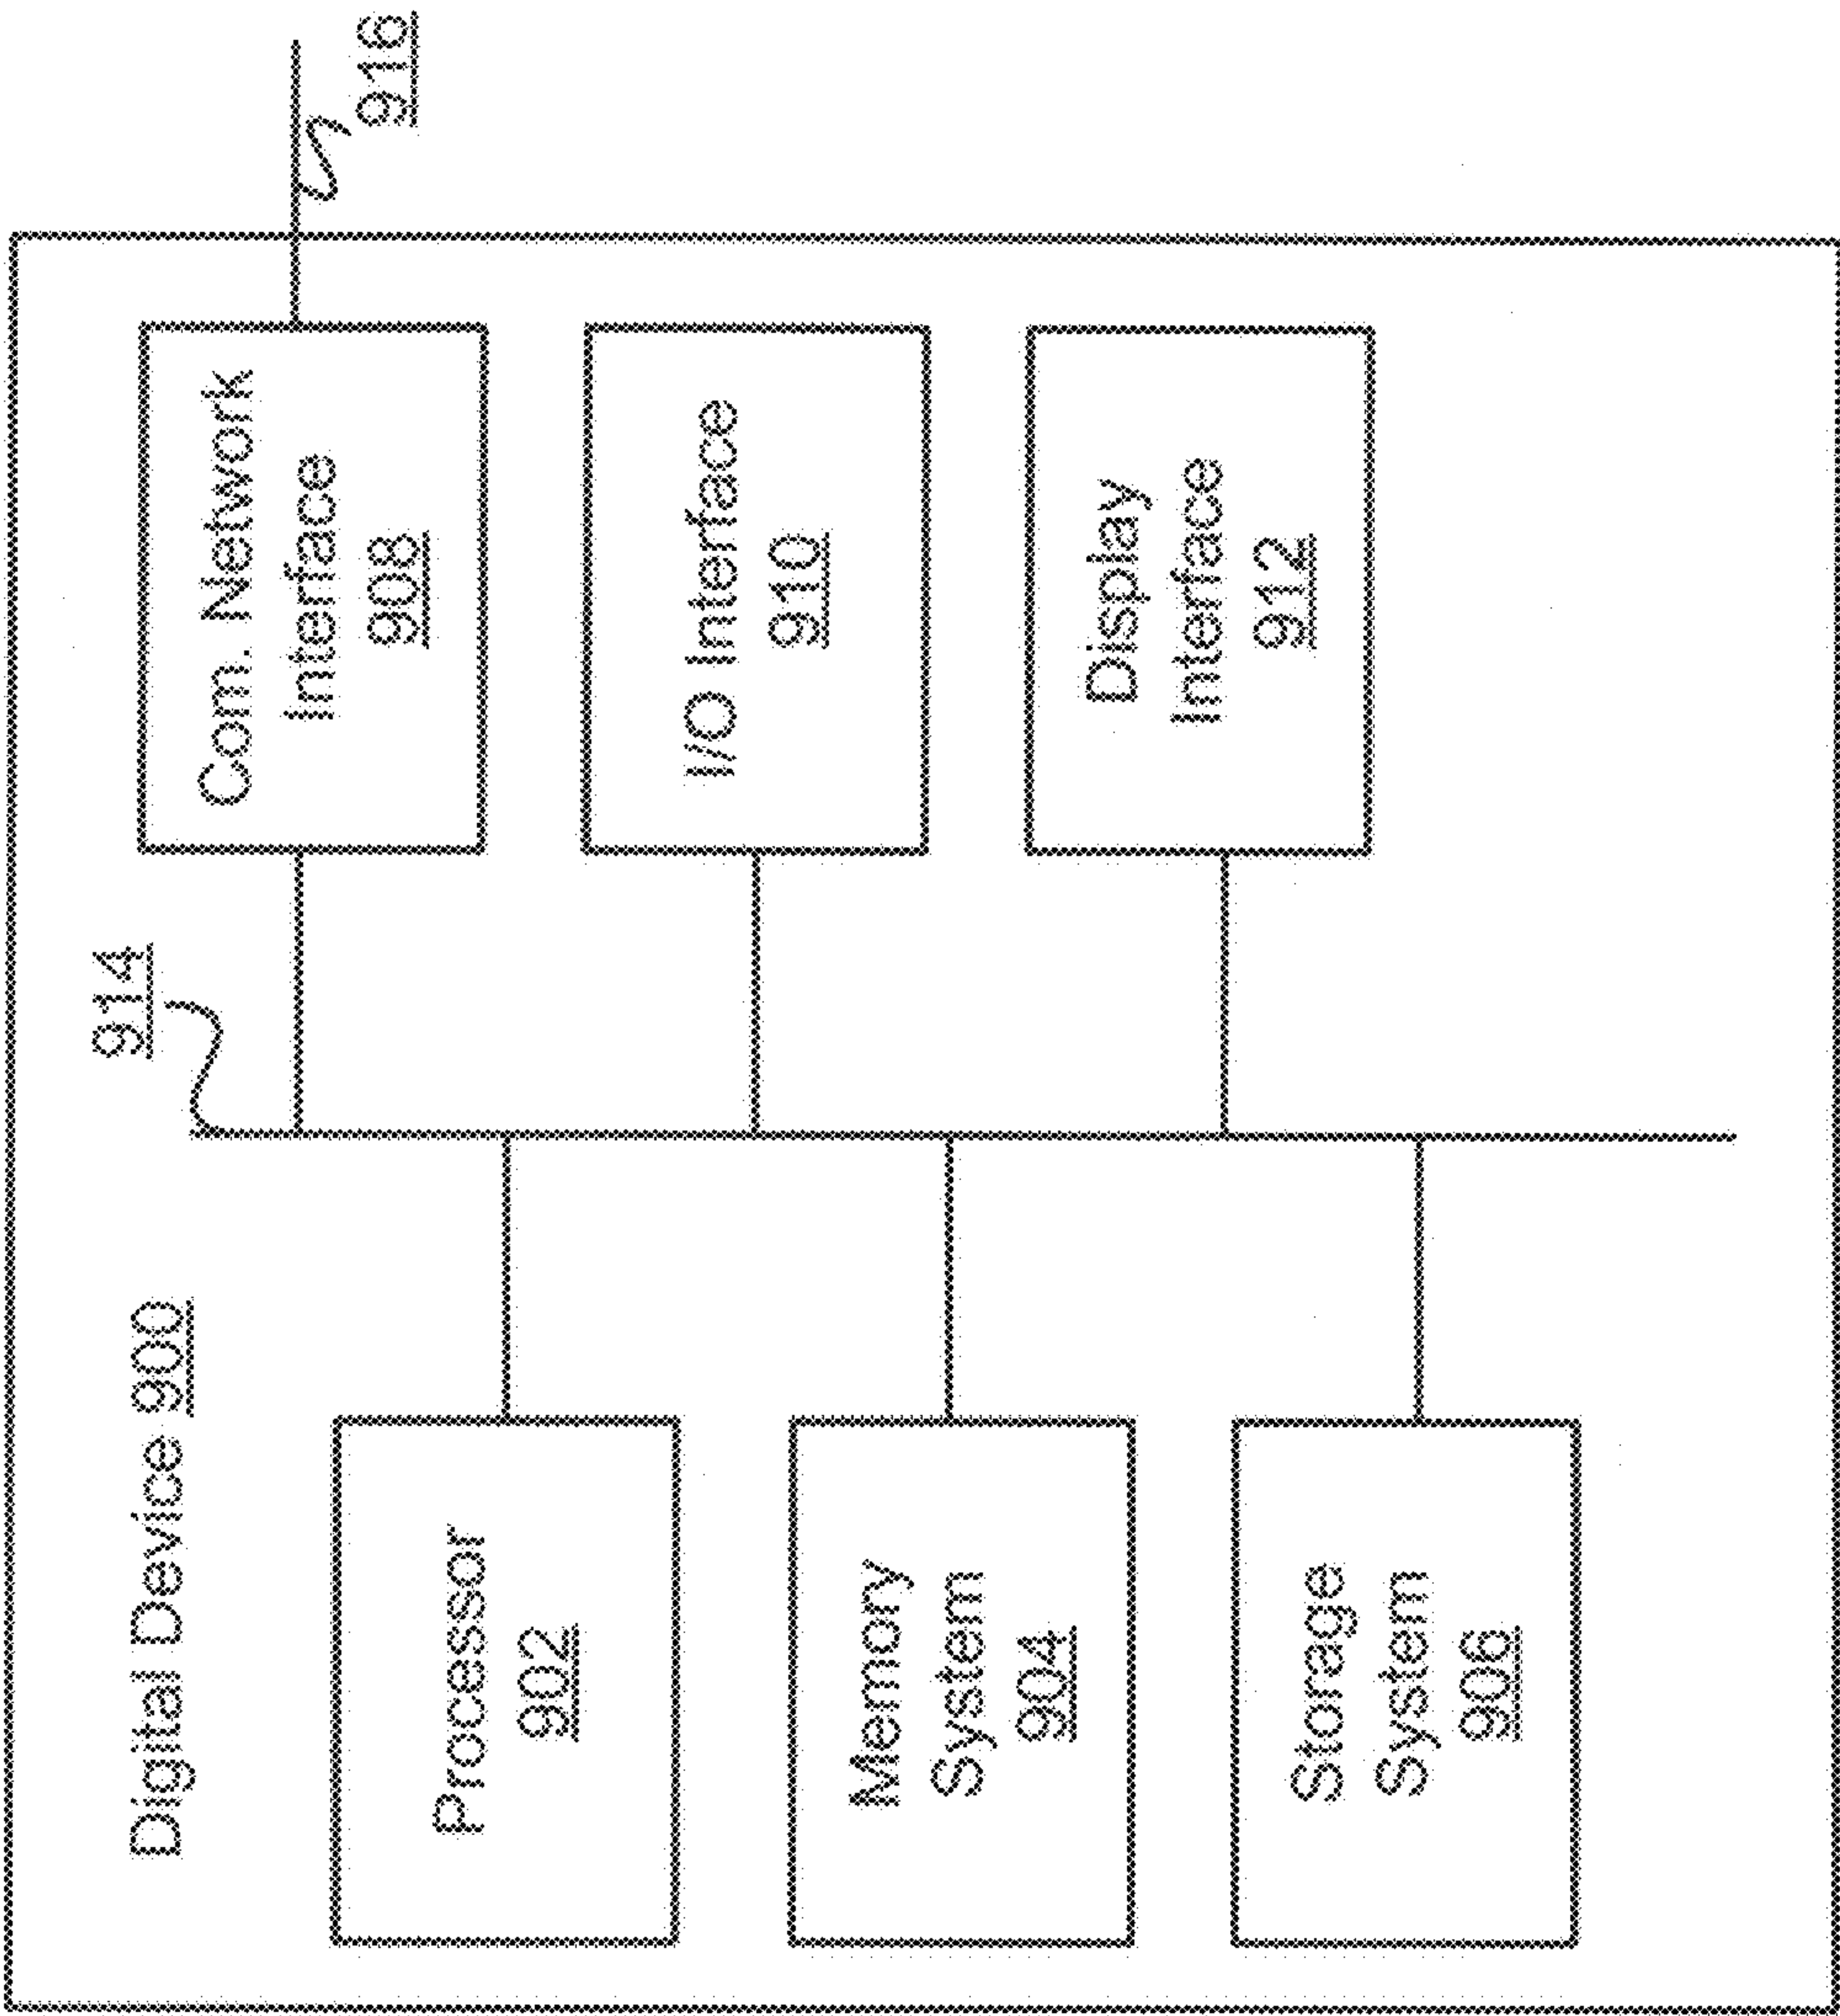 Digital Device 900
914
Processor
902
Memory
System
904
Storage
System
906
Com. Network
Interface
908
I/O Interface
910
Display
Interface
912
916